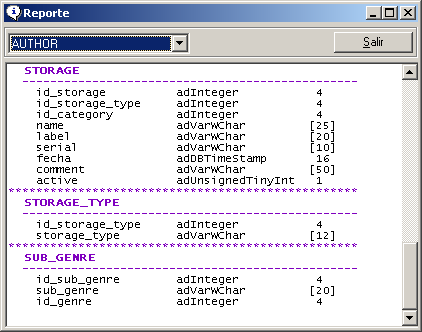 Reporte
AUTHOR
Salir
STORAGE
------------------------------------------------
id_storage adInteger 4
id_storage_type adInteger 4
id_category adInteger 4
name adVarWChar [25]
label adVarWChar [20]
serial adVarWChar [10]
fecha adDBTimeStamp 16
comment adVarWChar [50]
active adUnsignedTinyInt 1
**************************************************
STORAGE_TYPE
------------------------------------------------
id_storage_type adInteger 4
storage_type adVarWChar [12]
**************************************************
SUB_GENRE
------------------------------------------------
id_sub_genre adInteger 4
sub_genre adVarWChar [20]
id_genre adInteger 4